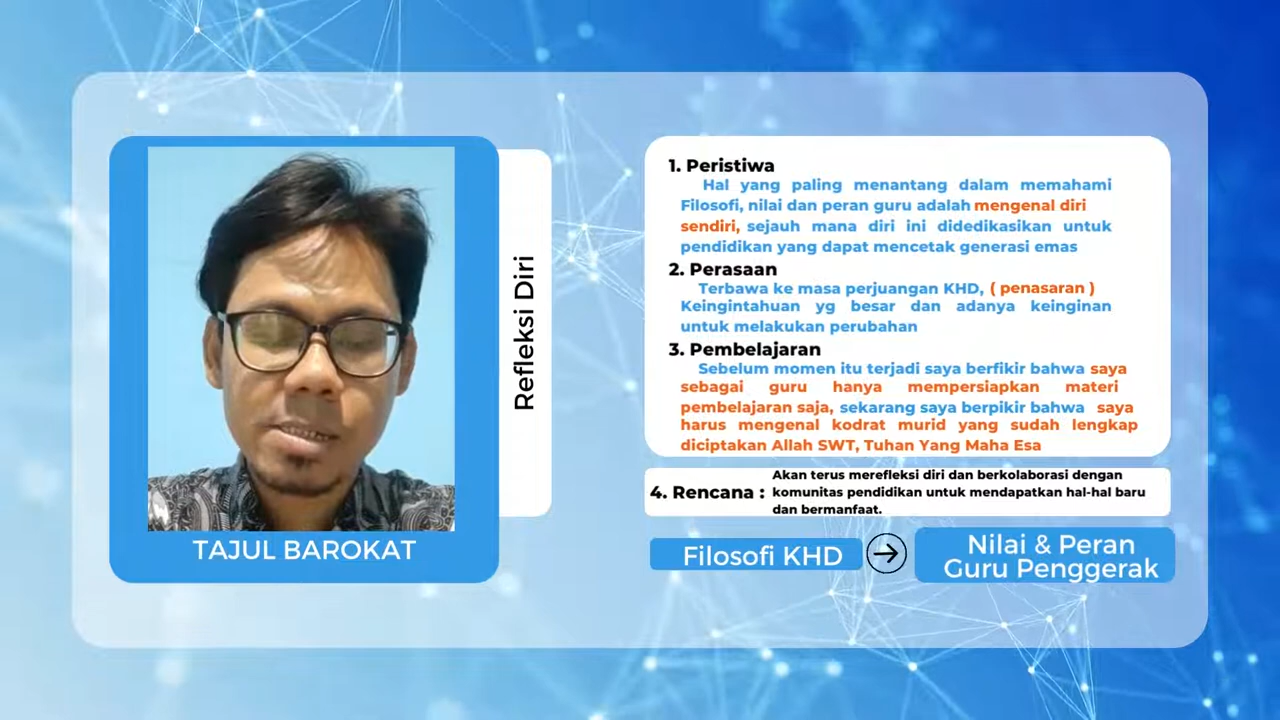 TAJUL BAROKAT
Refleksi Diri
1. Peristiwa
Hal yang paling menantang dalam memahami
Filosofi, nilai dan peran guru adalah mengenal diri
sendiri, sejauh mana diri ini didedikasikan untuk
pendidikan yang dapat mencetak generasi emas
2. Perasaan
Terbawa ke masa perjuangan KHD, ( penasaran )
Keingintahuan yg besar dan adanya keinginan
untuk melakukan perubahan
3. Pembelajaran
Sebelum momen itu terjadi saya berfikir bahwa saya
sebagai guru hanya mempersiapkan materi
pembelajaran saja, sekarang saya berpikir bahwa saya
harus mengenal kodrat murid yang sudah lengkap
diciptakan Allah SWT, Tuhan Yang Maha Esa
4. Rencana :
Akan terus merefleksi diri dan berkolaborasi dengan
komunitas pendidikan untuk mendapatkan hal-hal baru
dan bermanfaat.
Filosofi KHD
Nilai & Peran
Guru Penggerak